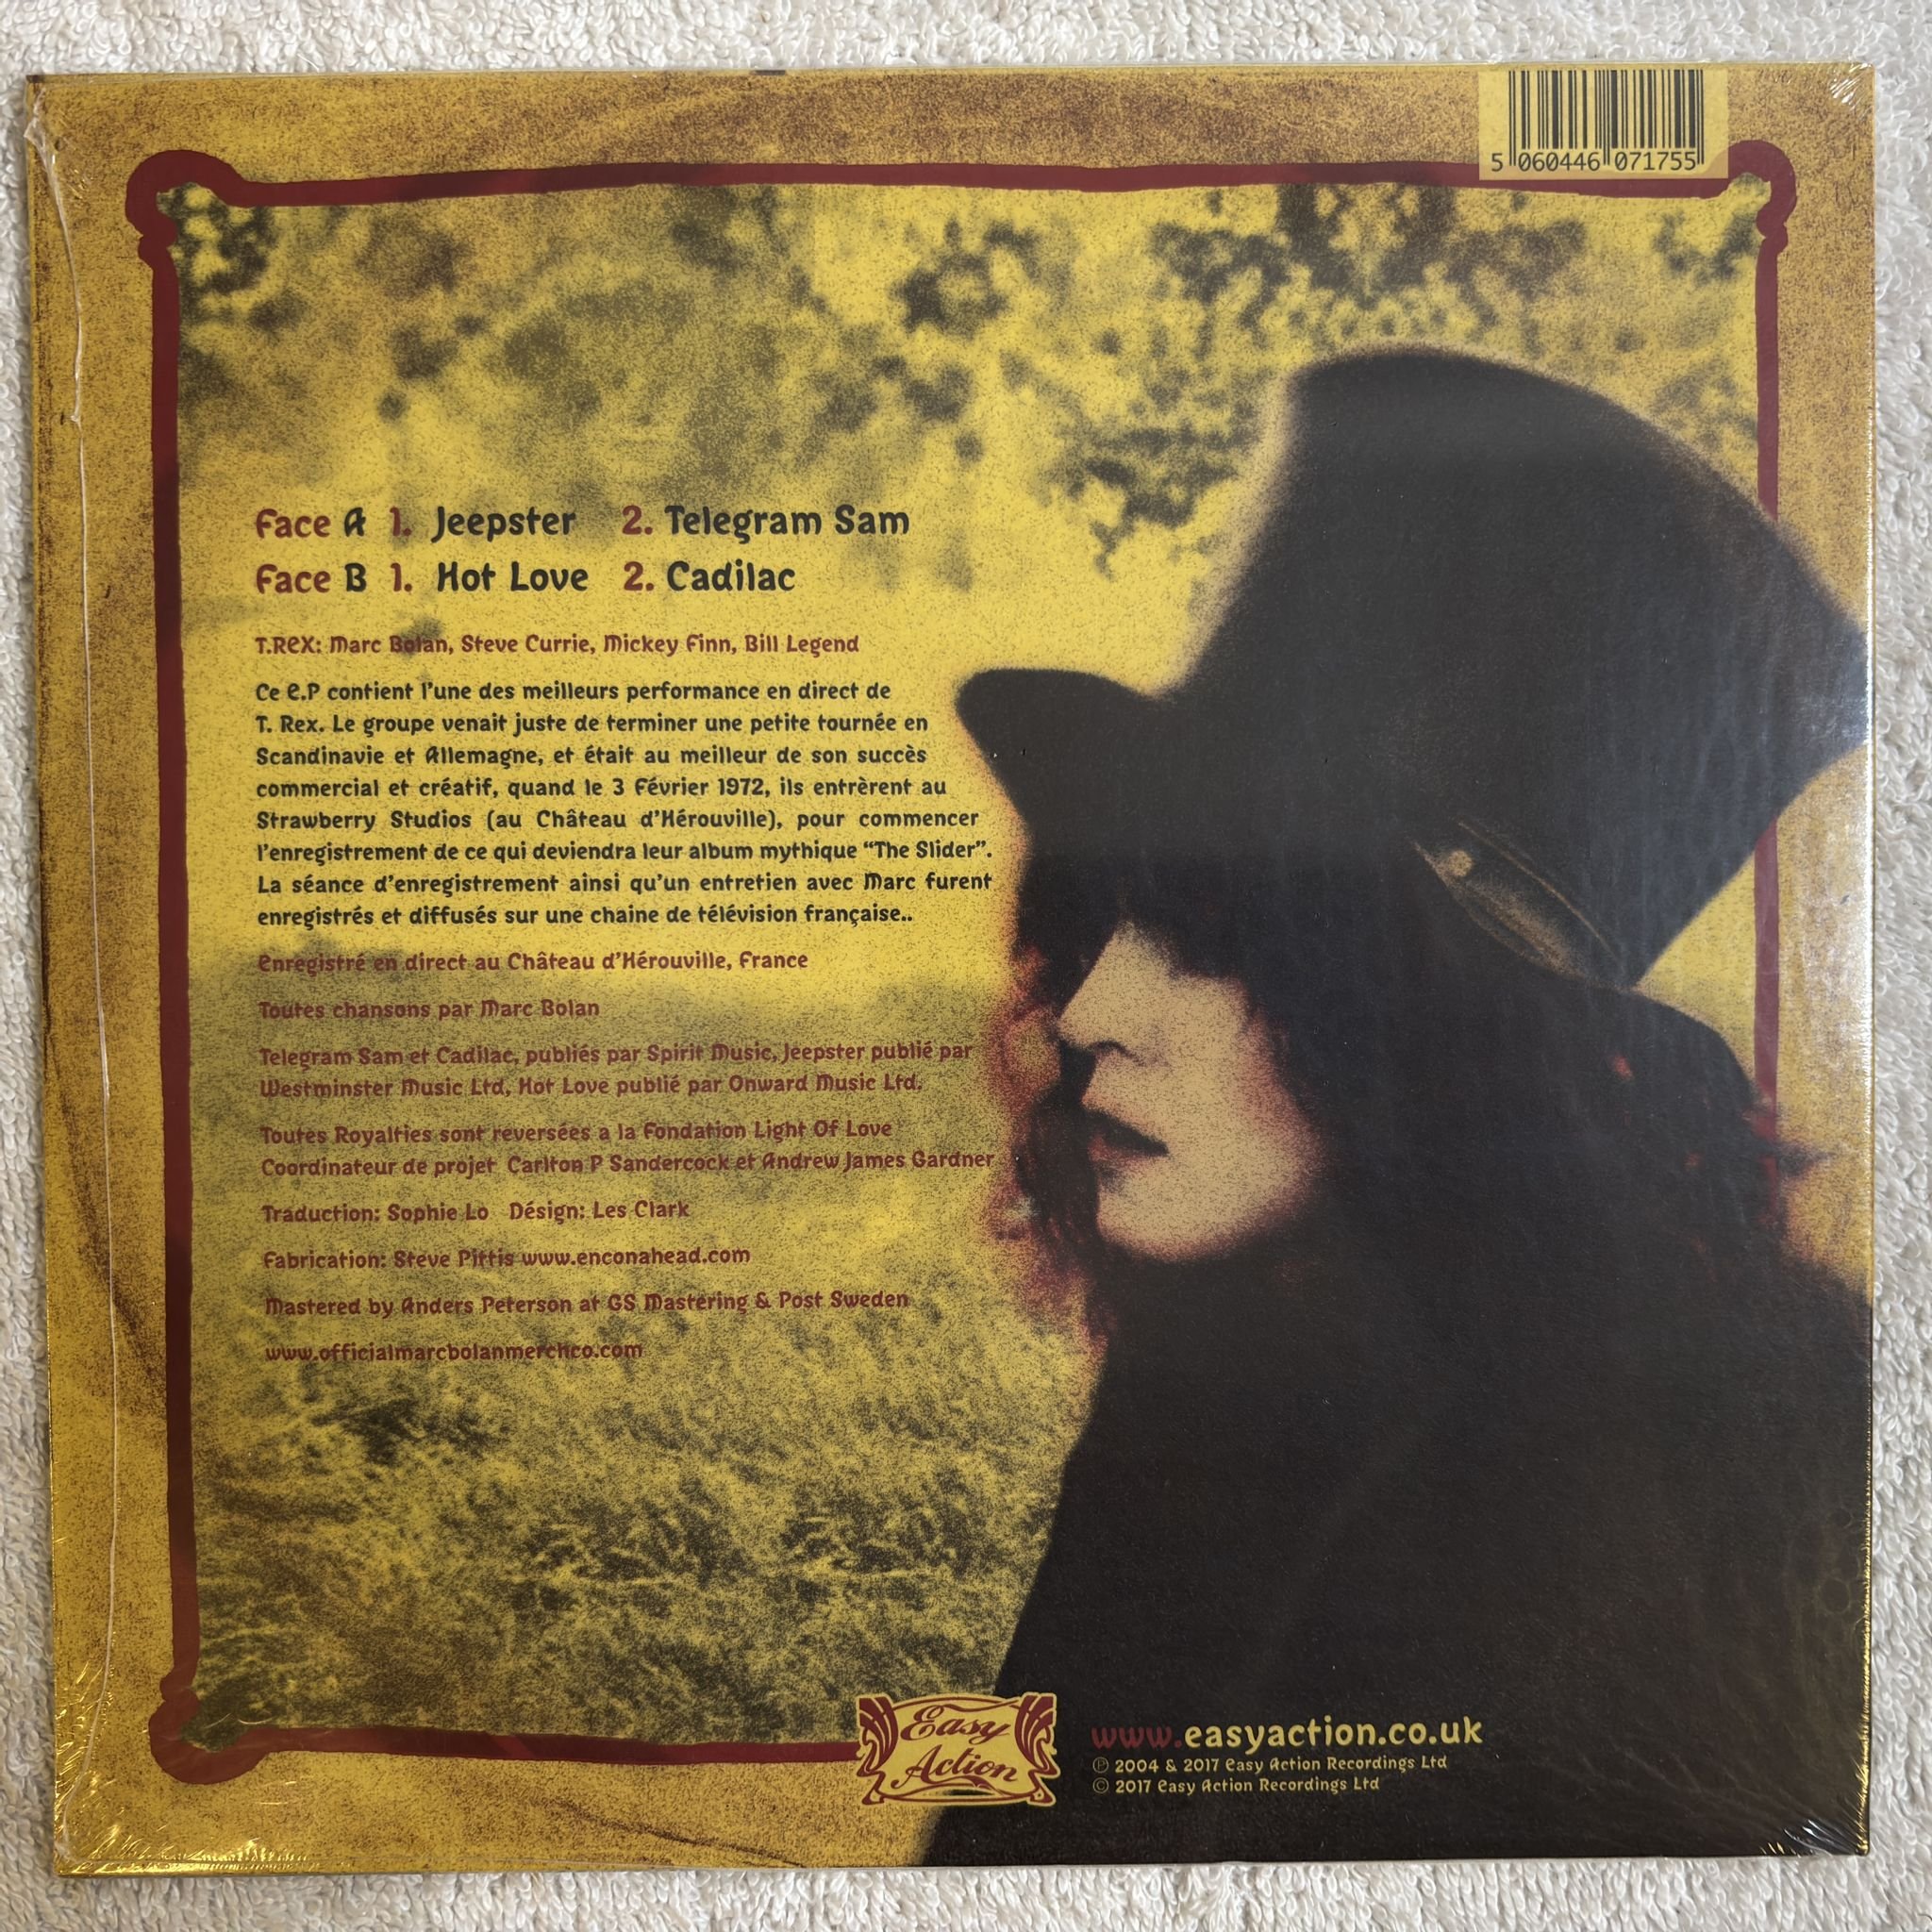 5 060446 071755
Face A 1. Jeepster 2. Telegram Sam
Face B 1. Hot Love 2. Cadilac
T.REX: Marc Bolan, Steve Currie, Mickey Finn, Bill Legend
Ce E.P contient l'une des meilleurs performance en direct de
T. Rex. Le groupe venait juste de terminer une petite tournée en
Scandinavie et Allemagne, et était au meilleur de son succès
commercial et créatif, quand le 3 Février 1972, ils entrèrent au
Strawberry Studios (au Château d'Hérouville), pour commencer
l'enregistrement de ce qui deviendra leur album mythique “The Slider”.
La séance d'enregistrement ainsi qu'un entretien avec Marc furent
enregistrés et diffusés sur une chaine de télévision française..
Enregistré en direct au Château d'Hérouville, France
Toutes chansons par Marc Bolan
Telegram Sam et Cadilac, publiés par Spirit Music, Jeepster publié par
Westminster Music Ltd, Hot Love publié par Onward Music Ltd.
Toutes Royalties sont reversées a la Fondation Light Of Love
Coordinateur de projet Carlton P Sandercock et Andrew James Gardner
Traduction: Sophie Lo Désign: Les Clark
Fabrication: Steve Pittis www.enconahead.com
Mastered by Anders Peterson at GS Mastering & Post Sweden
www.officialmarcbolanmerchco.com
Easy
Action
www.easyaction.co.uk
℗ 2004 & 2017 Easy Action Recordings Ltd
© 2017 Easy Action Recordings Ltd